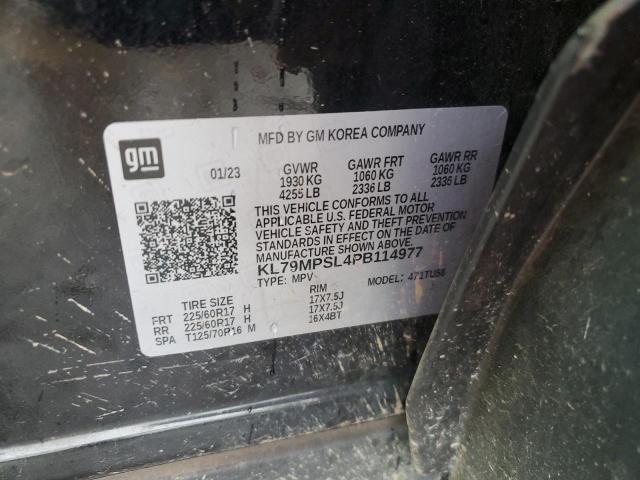 MFD BY GM KOREA COMPANY
gm
01/23 GVWR GAWR FRT GAWR RR
1930 KG 1060 KG 1060 KG
4255 LB 2336 LB 2336 LB
THIS VEHICLE CONFORMS TO ALL
APPLICABLE U.S. FEDERAL MOTOR
VEHICLE SAFETY AND THEFT PREVENTION
STANDARDS IN EFFECT ON THE DATE OF
MANUFACTURE SHOWN ABOVE.
KL79MPSL4PB114977
TYPE: MPV MODEL: 471TU56
TIRE SIZE RIM
FRT 225/60R17 H 17X7.5J
RR 225/60R17 H 17X7.5J
SPA T125/70R16 M 16X4BT